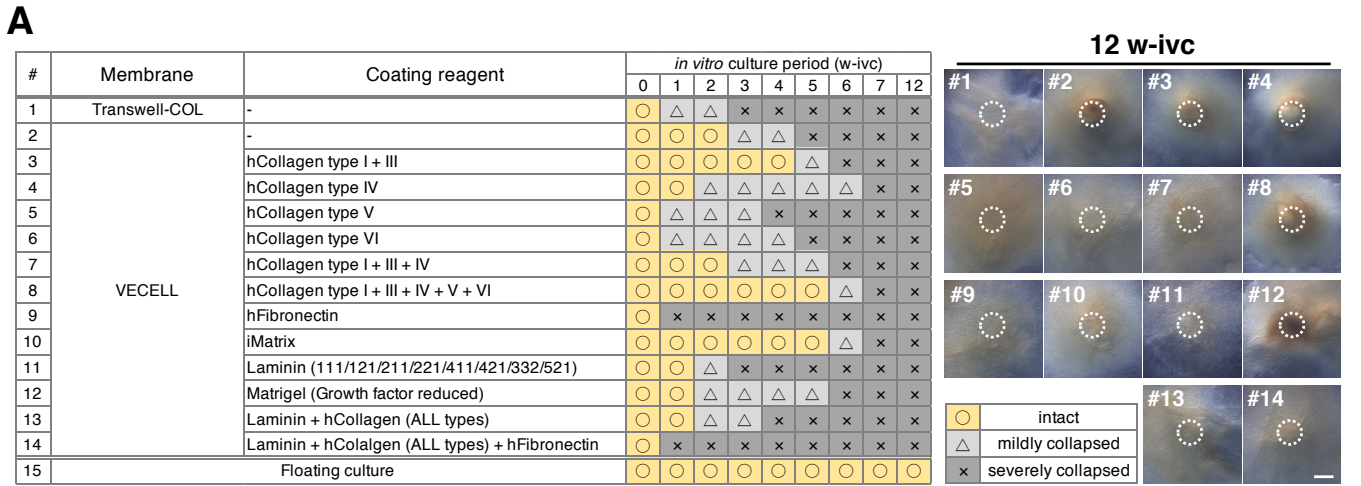 A
# Membrane Coating reagent in vitro culture period (w-ivc)
0 1 2 3 4 5 6 7 12
1 Transwell-COL - ○ △ △ × × × × × ×
2 - ○ ○ ○ △ △ × × × ×
3 hCollagen type I + III ○ ○ ○ ○ ○ △ × × ×
4 hCollagen type IV ○ ○ △ △ △ △ △ × ×
5 hCollagen type V ○ △ △ △ × × × × ×
6 hCollagen type VI ○ △ △ △ △ × × × ×
7 hCollagen type I + III + IV ○ ○ ○ △ △ △ × × ×
8 VECELL hCollagen type I + III + IV + V + VI ○ ○ ○ ○ ○ ○ △ × ×
9 hFibronectin ○ × × × × × × × ×
10 iMatrix ○ ○ ○ ○ ○ ○ △ × ×
11 Laminin (111/121/211/221/411/421/332/521) ○ ○ △ × × × × × ×
12 Matrigel (Growth factor reduced) ○ ○ △ △ △ △ × × ×
13 Laminin + hCollagen (ALL types) ○ ○ △ △ × × × × ×
14 Laminin + hColalgen (ALL types) + hFibronectin ○ × × × × × × × ×
15 Floating culture ○ ○ ○ ○ ○ ○ ○ ○ ○
12 w-ivc
#1 #2 #3 #4
#5 #6 #7 #8
#9 #10 #11 #12
#13 #14
○ intact
△ mildly collapsed
× severely collapsed